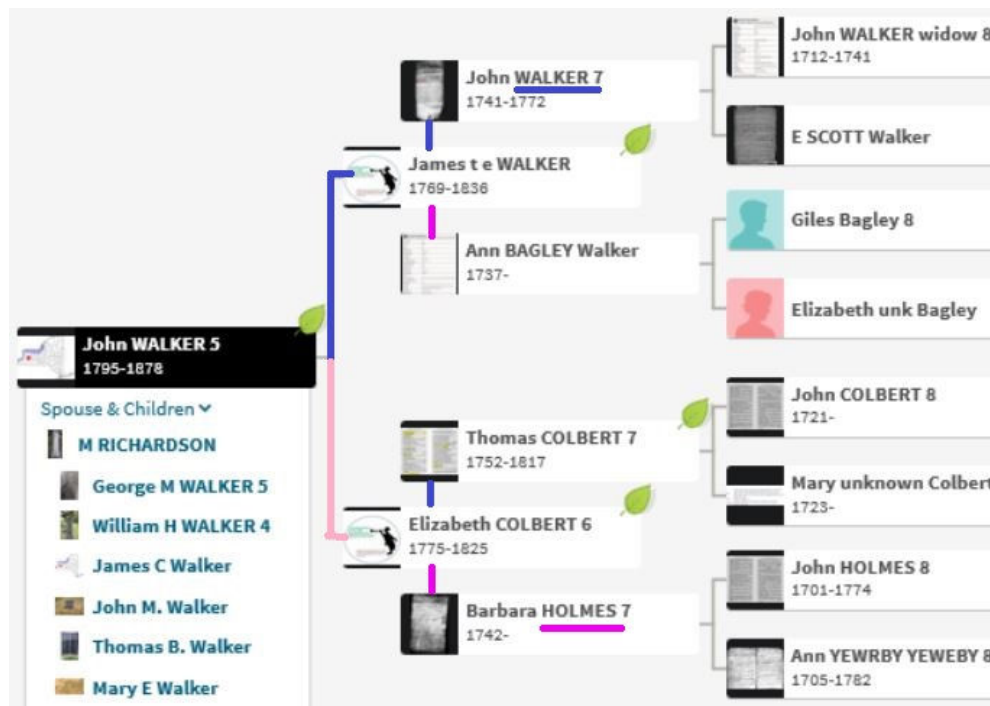 John WALKER widow 8
1712-1741
John WALKER 7
1741-1772
E SCOTT Walker
James t e WALKER
1769-1836
Giles Bagley 8
Ann BAGLEY Walker
1737-
Elizabeth unk Bagley
John WALKER 5
1795-1878
Spouse & Children
M RICHARDSON
George M WALKER 5
William H WALKER 4
James C Walker
John M. Walker
Thomas B. Walker
Mary E Walker
John COLBERT 8
1721-
Thomas COLBERT 7
1752-1817
Mary unknown Colbert
1723-
Elizabeth COLBERT 6
1775-1825
John HOLMES 8
1701-1774
Barbara HOLMES 7
1742-
Ann YEWRBY YEWEBY 8
1705-1782